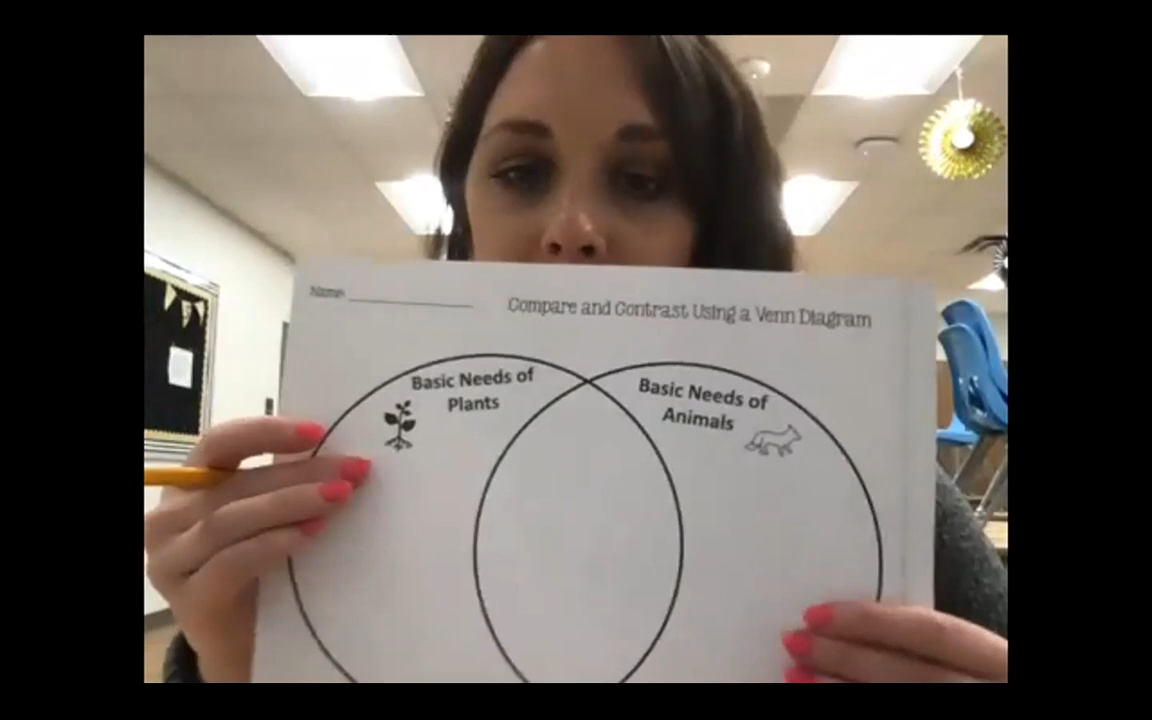 Name
Compare and Contrast Using a Venn Diagram
Basic Needs of
Plants
Basic Needs of
Animals